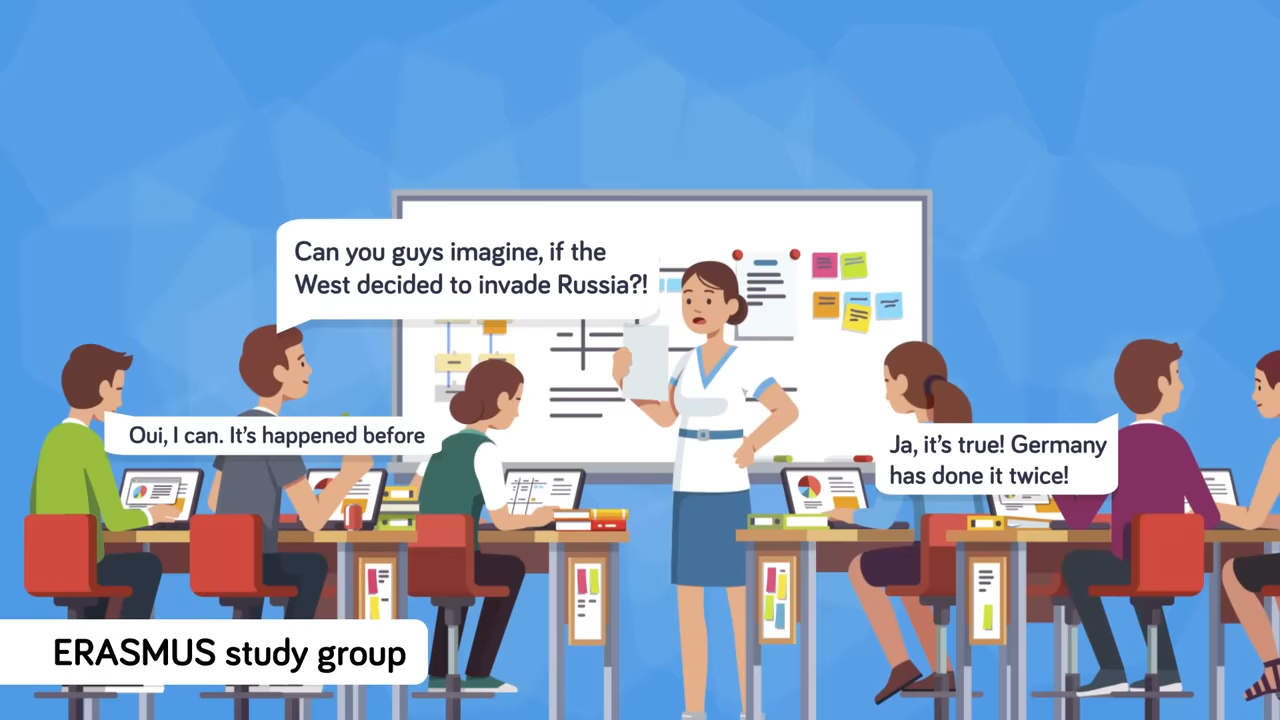 Can you guys imagine, if the
West decided to invade Russia?!
Oui, I can. It's happened before
Ja, it's true! Germany
has done it twice!
ERASMUS study group